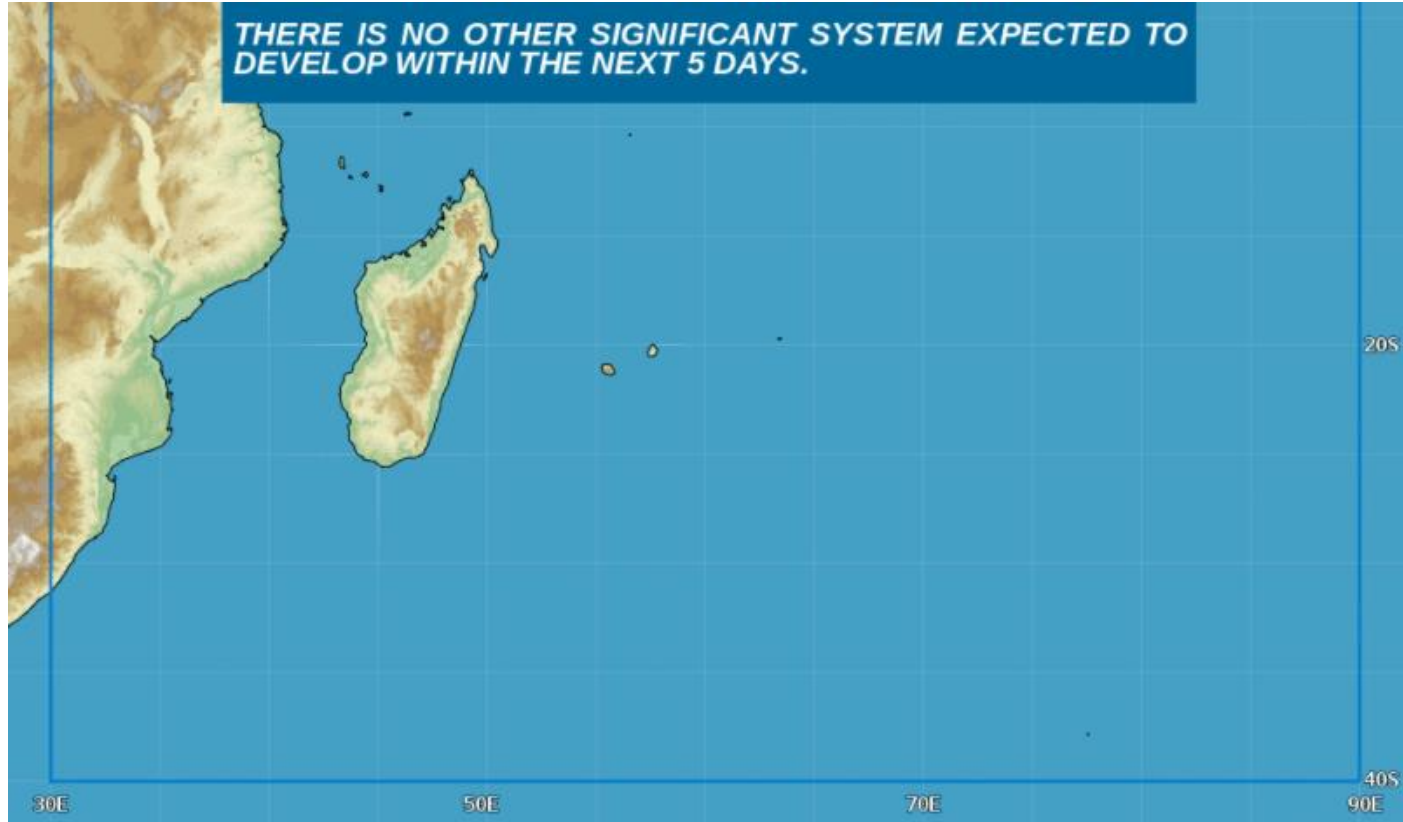 THERE IS NO OTHER SIGNIFICANT SYSTEM EXPECTED TO
DEVELOP WITHIN THE NEXT 5 DAYS.
20S
40S
30E
50E
70E
90E